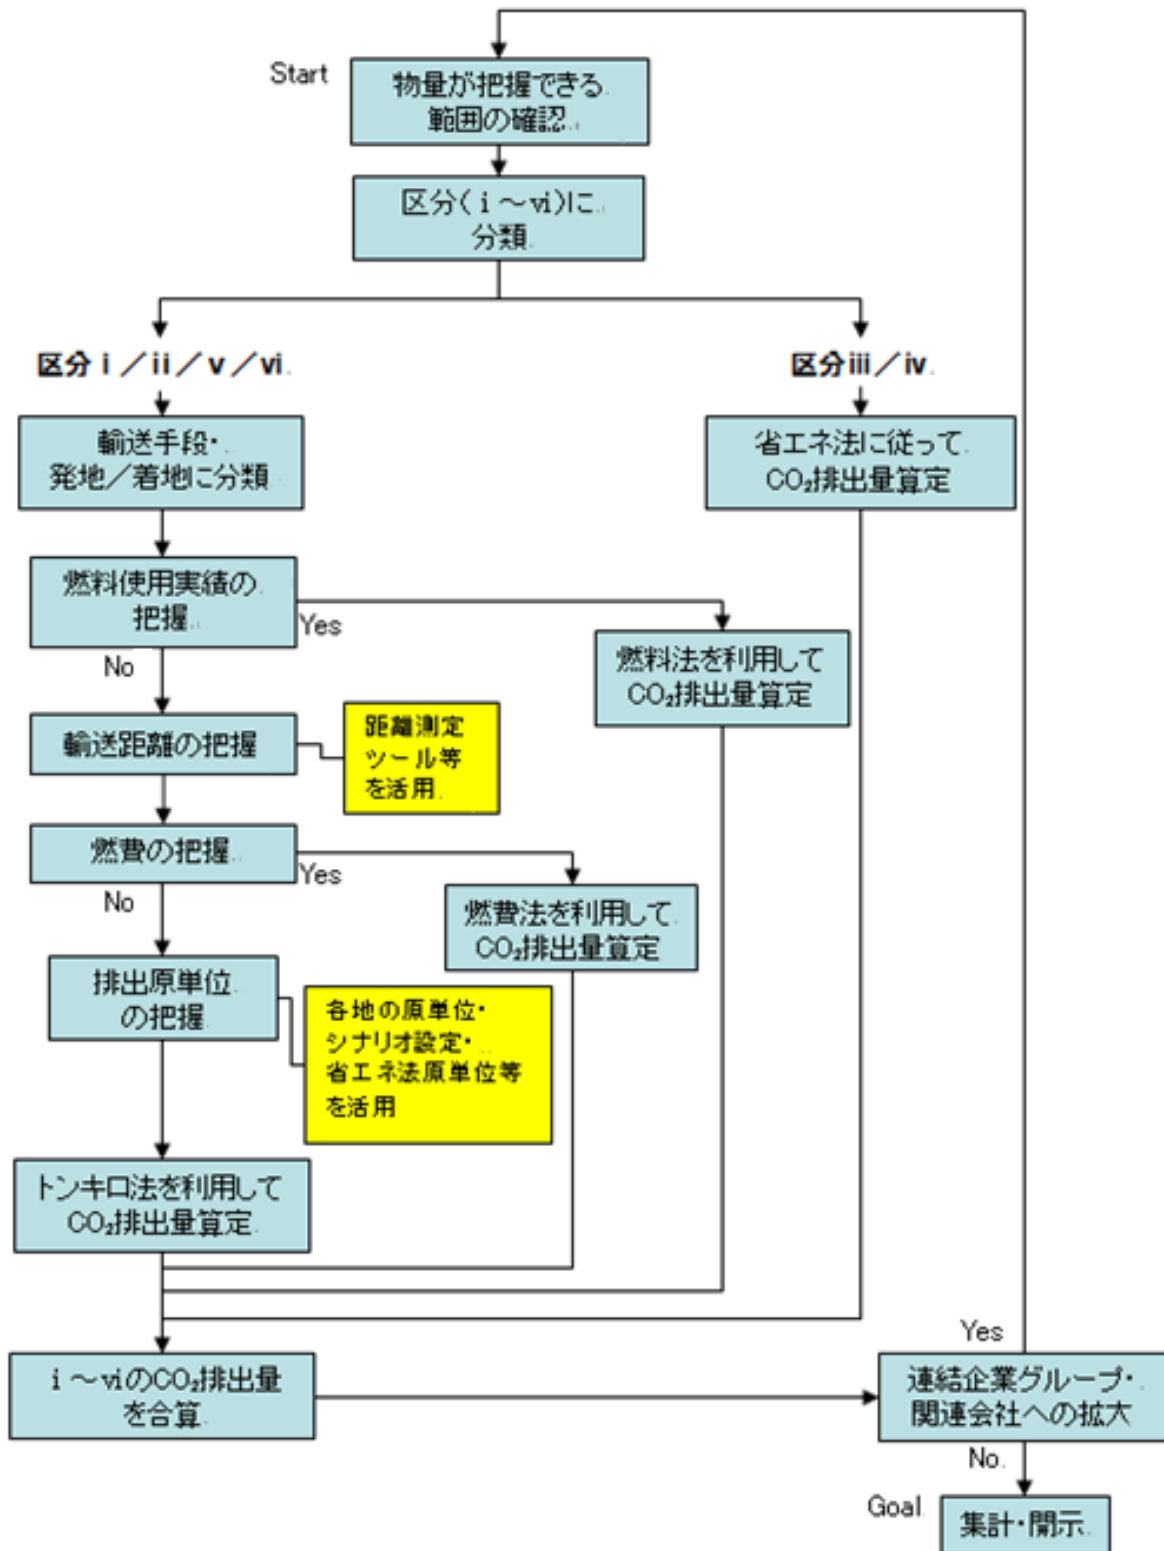 Start
物量が把握できる
範囲の確認
区分(ⅰ～ⅵ)に
分類
区分ⅰ／ⅱ／ⅴ／ⅵ
区分ⅲ／ⅳ
輸送手段・
発地／着地に分類
省エネ法に従って
CO₂排出量算定
燃料使用実績の
把握
Yes
No
燃料法を利用して
CO₂排出量算定
輸送距離の把握
距離測定
ツール等
を活用
燃費の把握
Yes
No
燃費法を利用して
CO₂排出量算定
排出原単位
の把握
各地の原単位・
シナリオ設定・
省エネ法原単位等
を活用
トンキロ法を利用して
CO₂排出量算定
ⅰ～ⅵのCO₂排出量
を合算
Yes
連結企業グループ・
関連会社への拡大
No
Goal
集計・開示